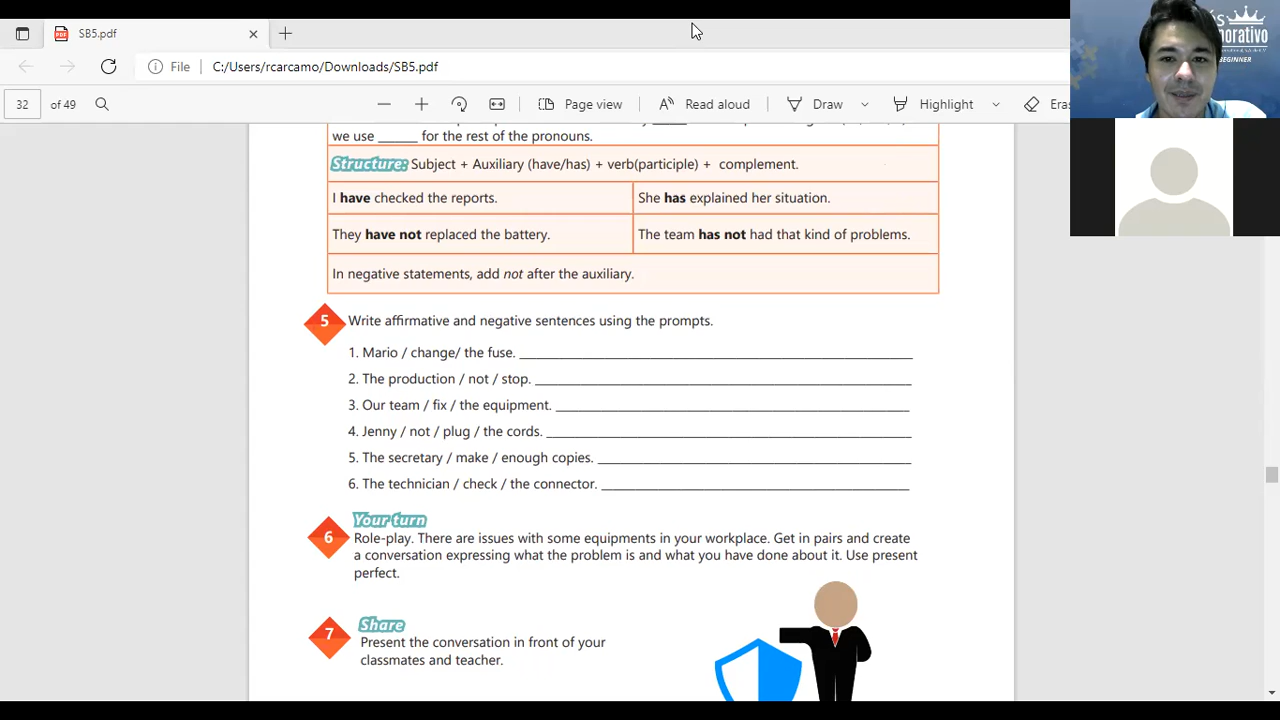 SB5.pdf
File C:/Users/rcarcamo/Downloads/SB5.pdf
32 of 49 Page view Read aloud Draw Highlight Eras
és
orativo
BEGINNER
we use ______ for the rest of the pronouns.
Structure: Subject + Auxiliary (have/has) + verb(participle) + complement.
I have checked the reports. She has explained her situation.
They have not replaced the battery. The team has not had that kind of problems.
In negative statements, add not after the auxiliary.
5 Write affirmative and negative sentences using the prompts.
1. Mario / change/ the fuse.
2. The production / not / stop.
3. Our team / fix / the equipment.
4. Jenny / not / plug / the cords.
5. The secretary / make / enough copies.
6. The technician / check / the connector.
Your turn
6 Role-play. There are issues with some equipments in your workplace. Get in pairs and create
a conversation expressing what the problem is and what you have done about it. Use present
perfect.
7 Share
Present the conversation in front of your
classmates and teacher.